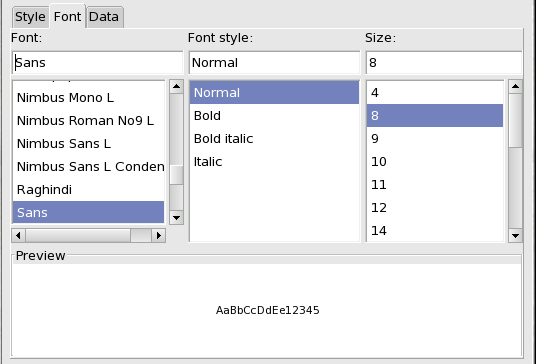 Style Font Data
Font: Font style: Size:
Sans Normal 8
Nimbus Mono L Normal 4
Nimbus Roman No9 L Bold 8
Nimbus Sans L Bold italic 9
Nimbus Sans L Conden Italic 10
Raghindi 11
Sans 12
14
Preview
AaBbCcDdEe12345